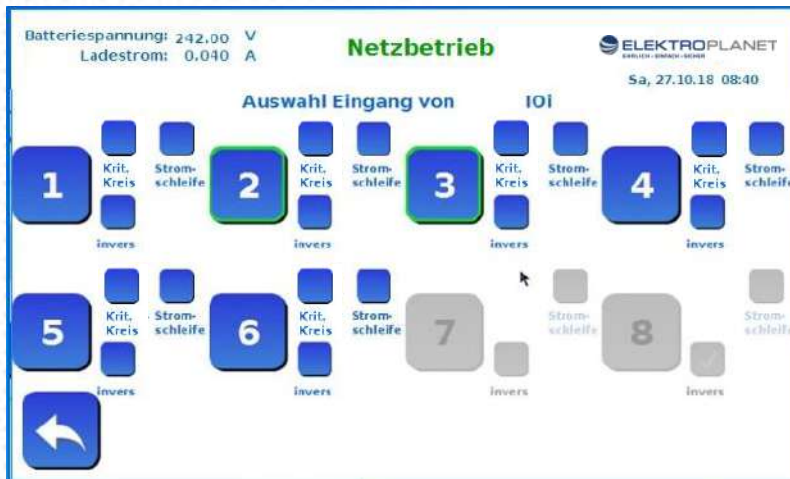 Batteriespannung: 242.00 V
Ladestrom: 0.040 A
Netzbetrieb
ELEKTROPLANET
EHRLICH • EINFACH • SICHER
Sa, 27.10.18 08:40
Auswahl Eingang von IOi
1 Krit. Kreis Strom-schleife invers
2 Krit. Kreis Strom-schleife invers
3 Krit. Kreis Strom-schleife invers
4 Krit. Kreis Strom-schleife invers
5 Krit. Kreis Strom-schleife invers
6 Krit. Kreis Strom-schleife invers
7 Strom-schleife invers
8 Strom-schleife invers